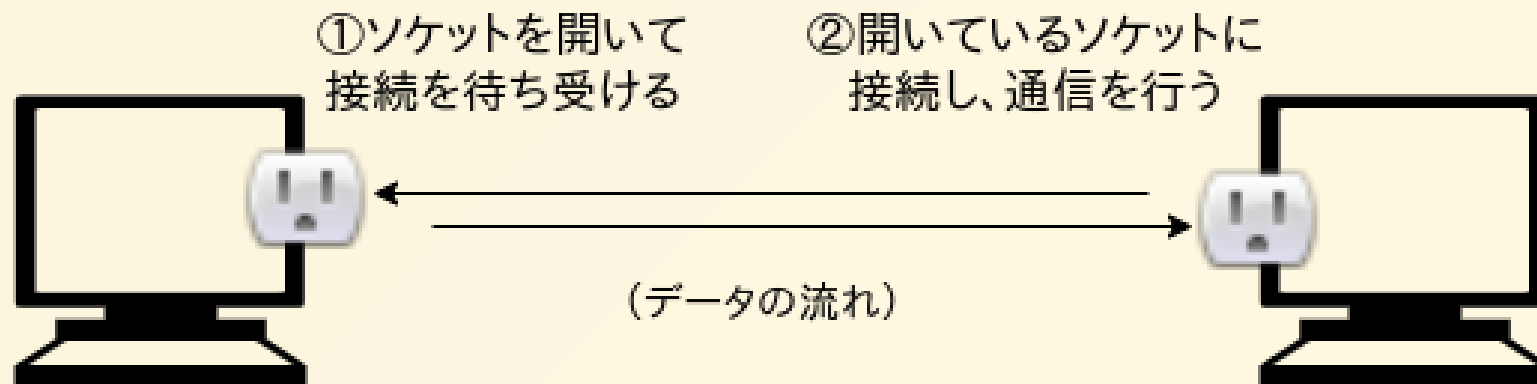 ①ソケットを開いて
接続を待ち受ける
②開いているソケットに
接続し、通信を行う
（データの流れ）